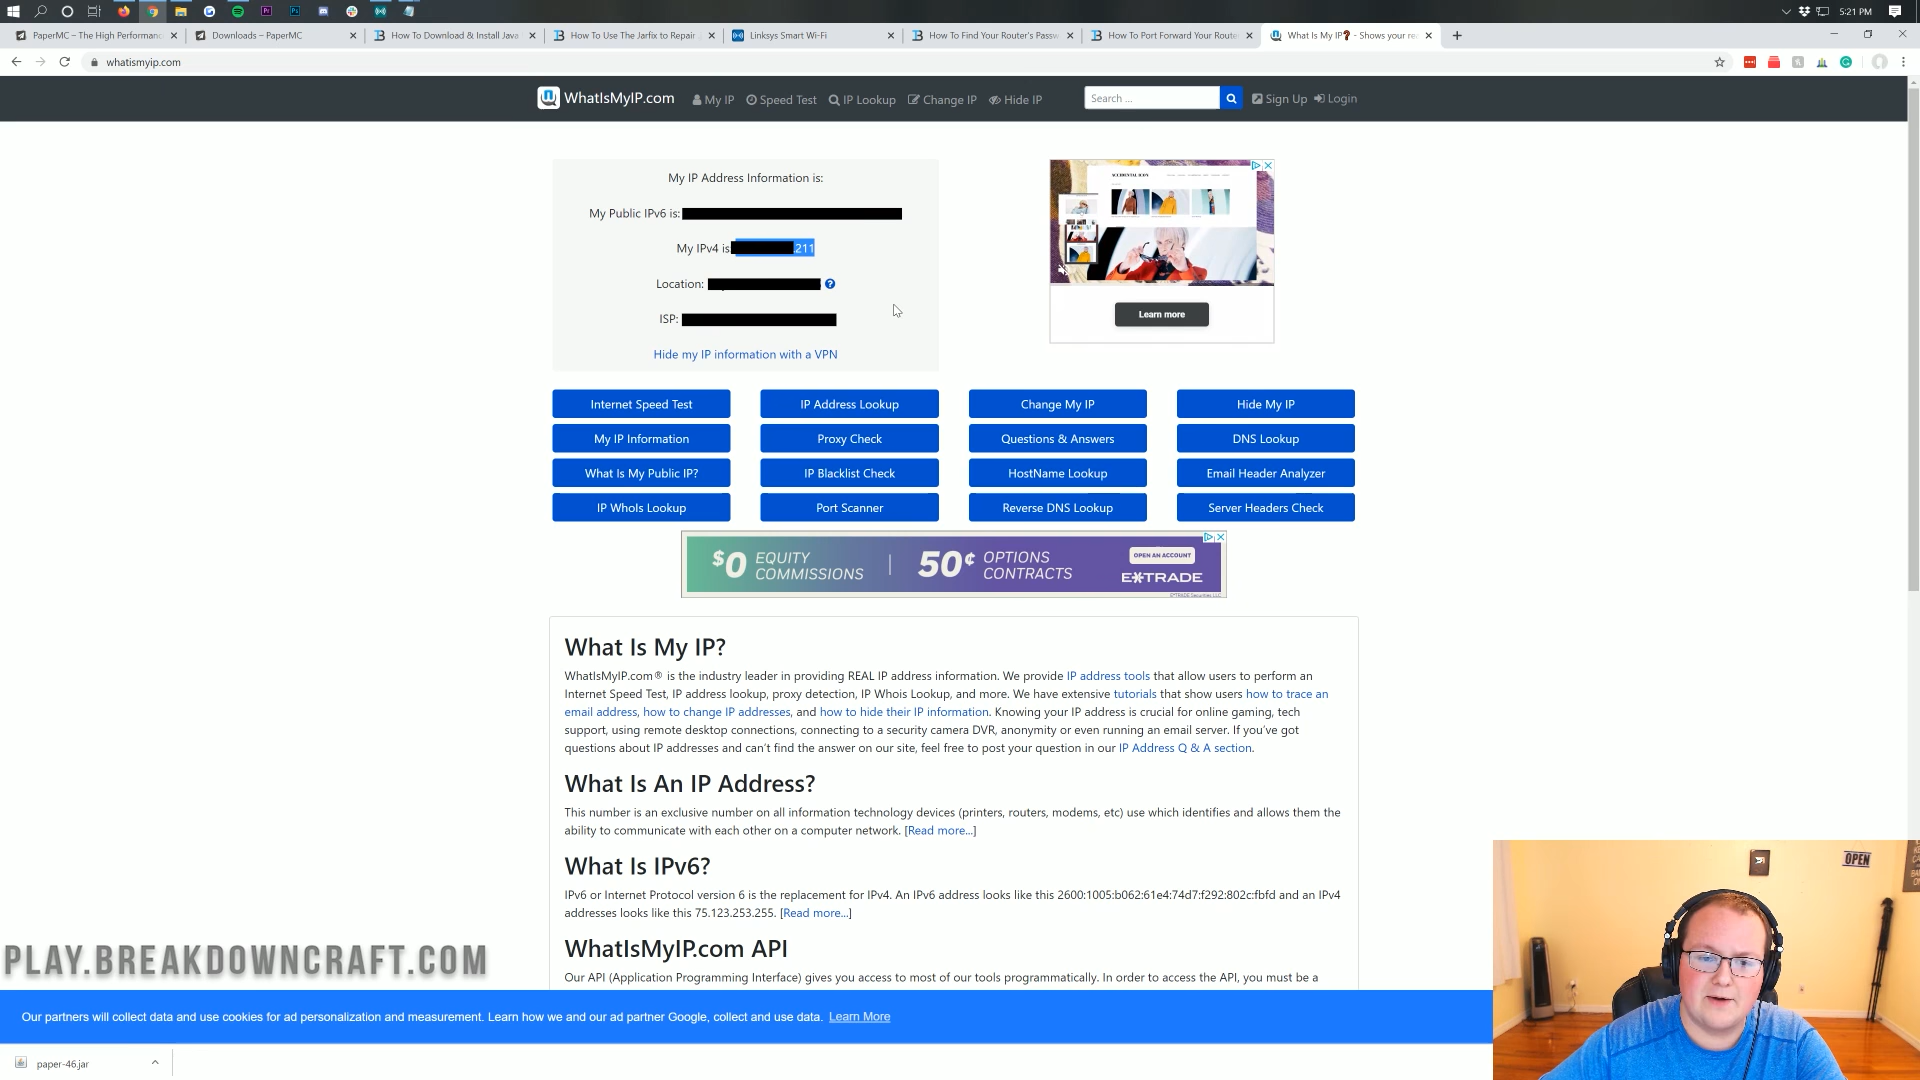 5:21 PM
PaperMC – The High Performanc
Downloads – PaperMC
How To Download & Install Java
How To Use The Jarfix to Repair
Linksys Smart Wi-Fi
How To Find Your Router's Passw
How To Port Forward Your Route
What Is My IP❓ - Shows your re
whatismyip.com
WhatIsMyIP.com
My IP
Speed Test
IP Lookup
Change IP
Hide IP
Search ...
Sign Up
Login
My IP Address Information is:
My Public IPv6 is:
My IPv4 is .211
Location:
ISP:
Hide my IP information with a VPN
ACCIDENTAL ICON
Learn more
Internet Speed Test
IP Address Lookup
Change My IP
Hide My IP
My IP Information
Proxy Check
Questions & Answers
DNS Lookup
What Is My Public IP?
IP Blacklist Check
HostName Lookup
Email Header Analyzer
IP WhoIs Lookup
Port Scanner
Reverse DNS Lookup
Server Headers Check
$0 EQUITY COMMISSIONS | 50¢ OPTIONS CONTRACTS
OPEN AN ACCOUNT
E*TRADE
E*TRADE Securities LLC
What Is My IP?
WhatIsMyIP.com® is the industry leader in providing REAL IP address information. We provide IP address tools that allow users to perform an
Internet Speed Test, IP address lookup, proxy detection, IP Whois Lookup, and more. We have extensive tutorials that show users how to trace an
email address, how to change IP addresses, and how to hide their IP information. Knowing your IP address is crucial for online gaming, tech
support, using remote desktop connections, connecting to a security camera DVR, anonymity or even running an email server. If you've got
questions about IP addresses and can't find the answer on our site, feel free to post your question in our IP Address Q & A section.
What Is An IP Address?
This number is an exclusive number on all information technology devices (printers, routers, modems, etc) use which identifies and allows them the
ability to communicate with each other on a computer network. [Read more...]
What Is IPv6?
IPv6 or Internet Protocol version 6 is the replacement for IPv4. An IPv6 address looks like this 2600:1005:b062:61e4:74d7:f292:802c:fbfd and an IPv4
addresses looks like this 75.123.253.255. [Read more...]
WhatIsMyIP.com API
Our API (Application Programming Interface) gives you access to most of our tools programmatically. In order to access the API, you must be a
PLAY.BREAKDOWNCRAFT.COM
OPEN
Our partners will collect data and use cookies for ad personalization and measurement. Learn how we and our ad partner Google, collect and use data. Learn More
paper-46.jar